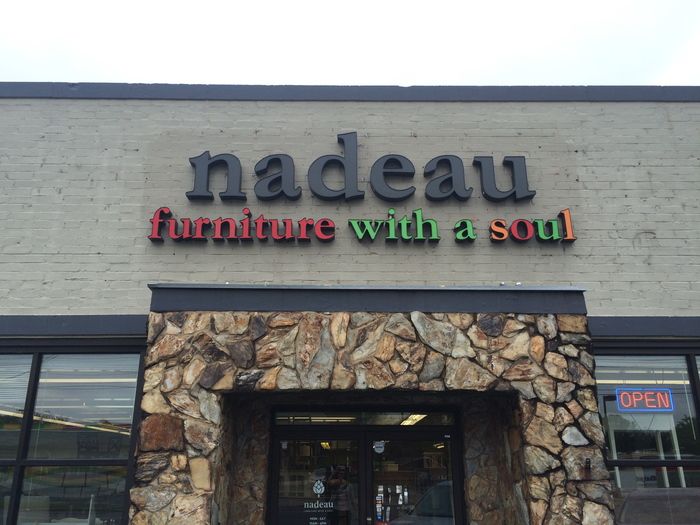 nadeau
furniture with a soul
OPEN
nadeau